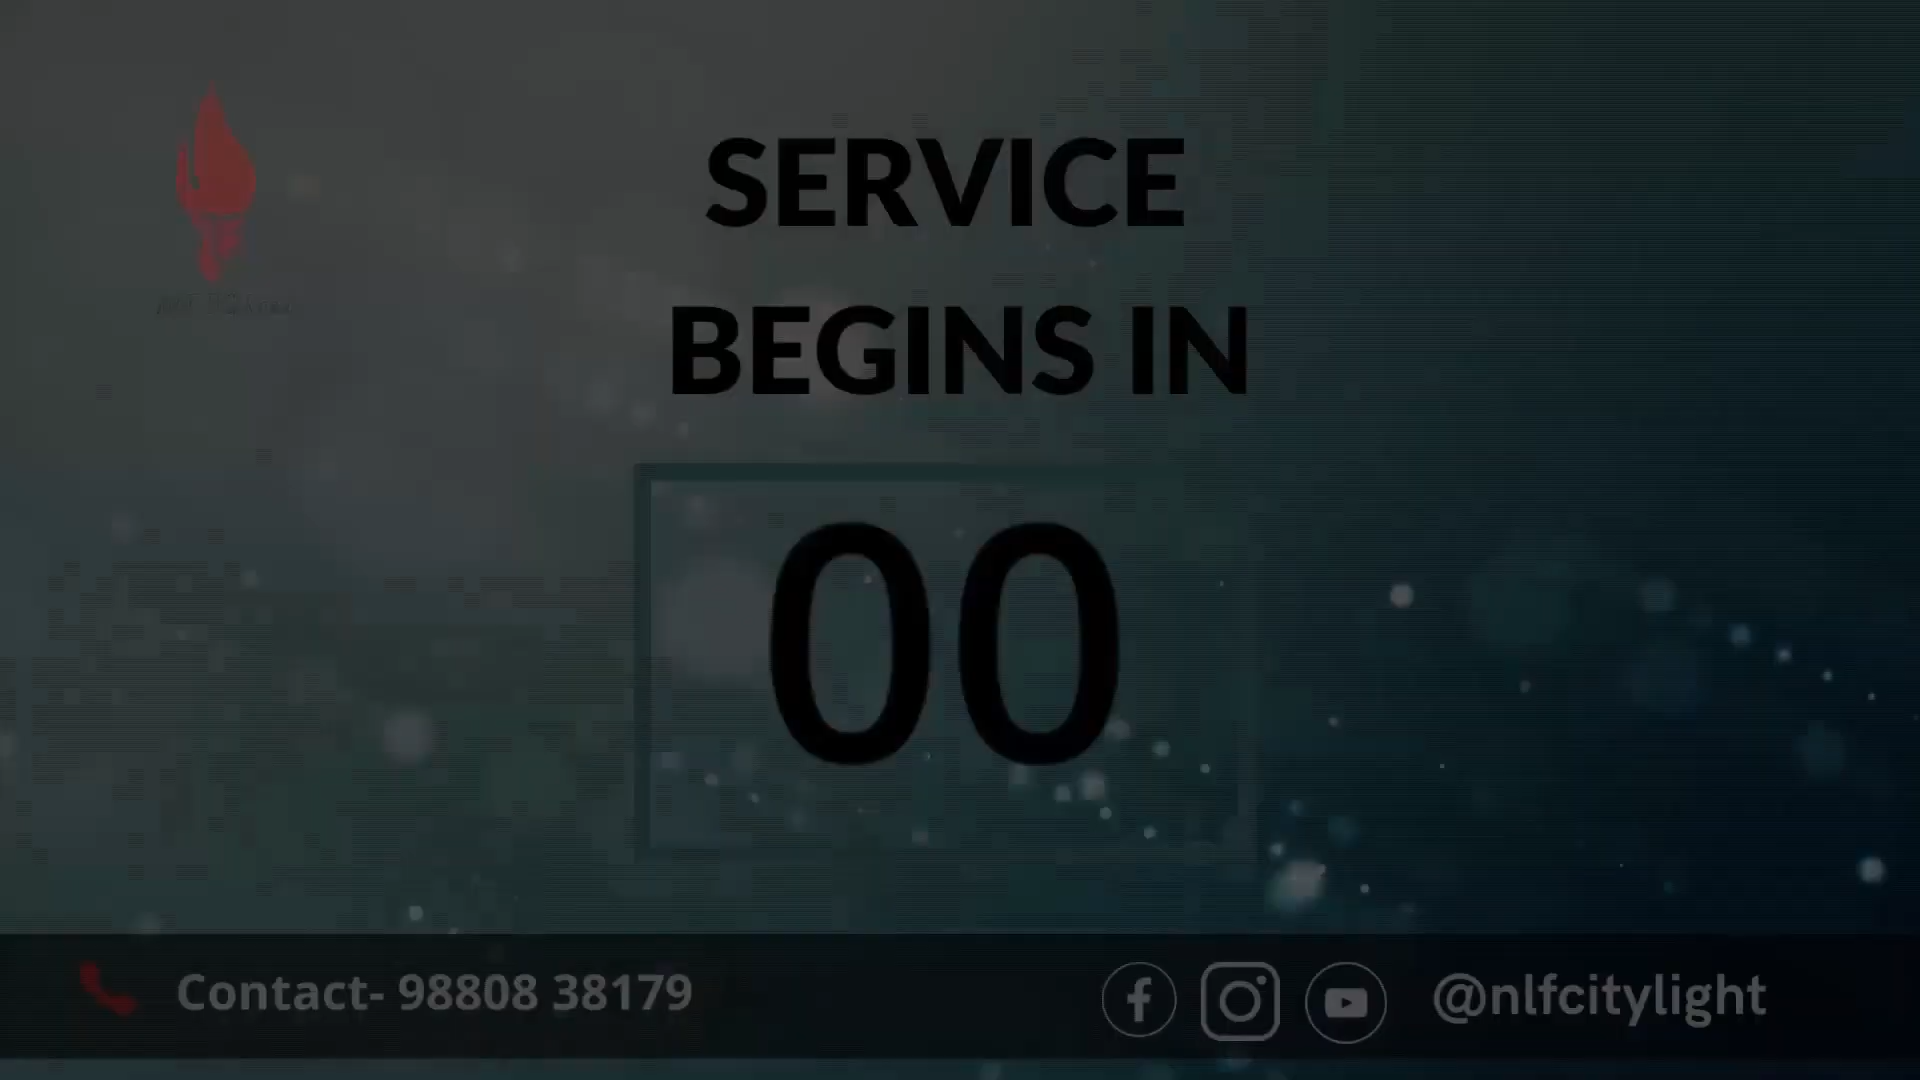 SERVICE
BEGINS IN
00
Contact- 98808 38179
@nlfcitylight